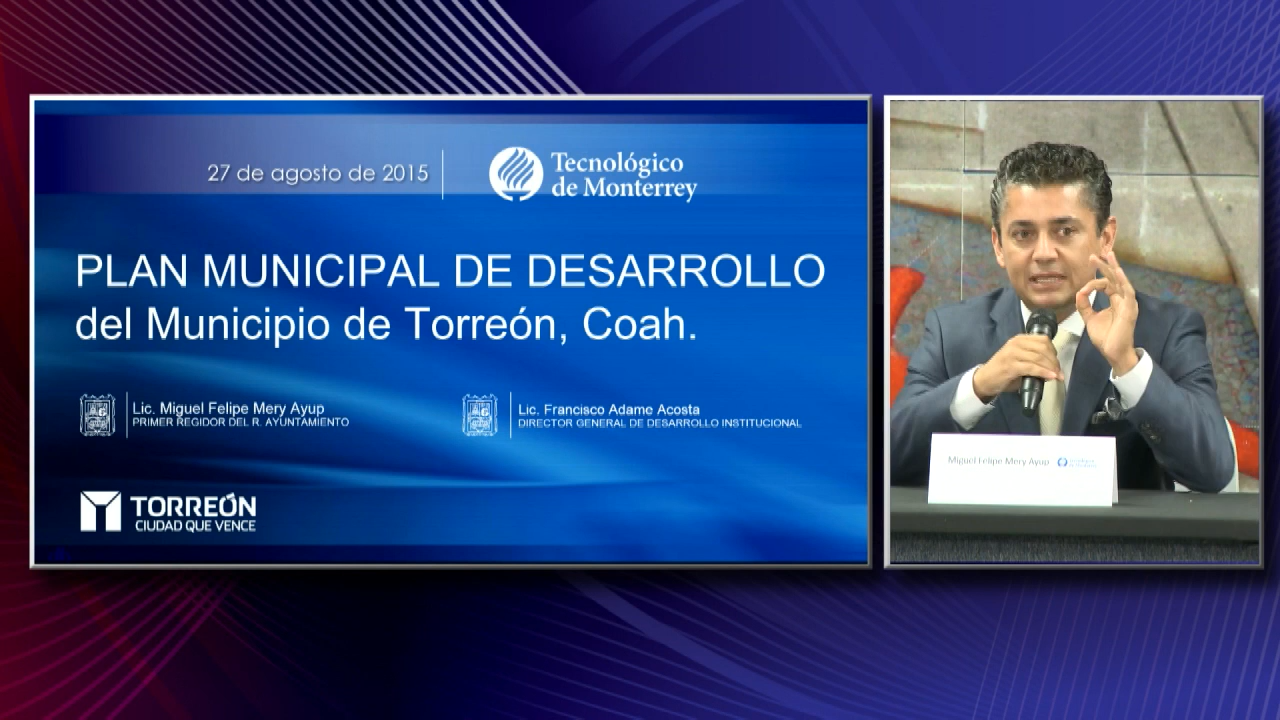 27 de agosto de 2015
Tecnológico
de Monterrey
PLAN MUNICIPAL DE DESARROLLO
del Municipio de Torreón, Coah.
Lic. Miguel Felipe Mery Ayup
PRIMER REGIDOR DEL R. AYUNTAMIENTO
Lic. Francisco Adame Acosta
DIRECTOR GENERAL DE DESARROLLO INSTITUCIONAL
TORREÓN
CIUDAD QUE VENCE
Miguel Felipe Mery Ayup